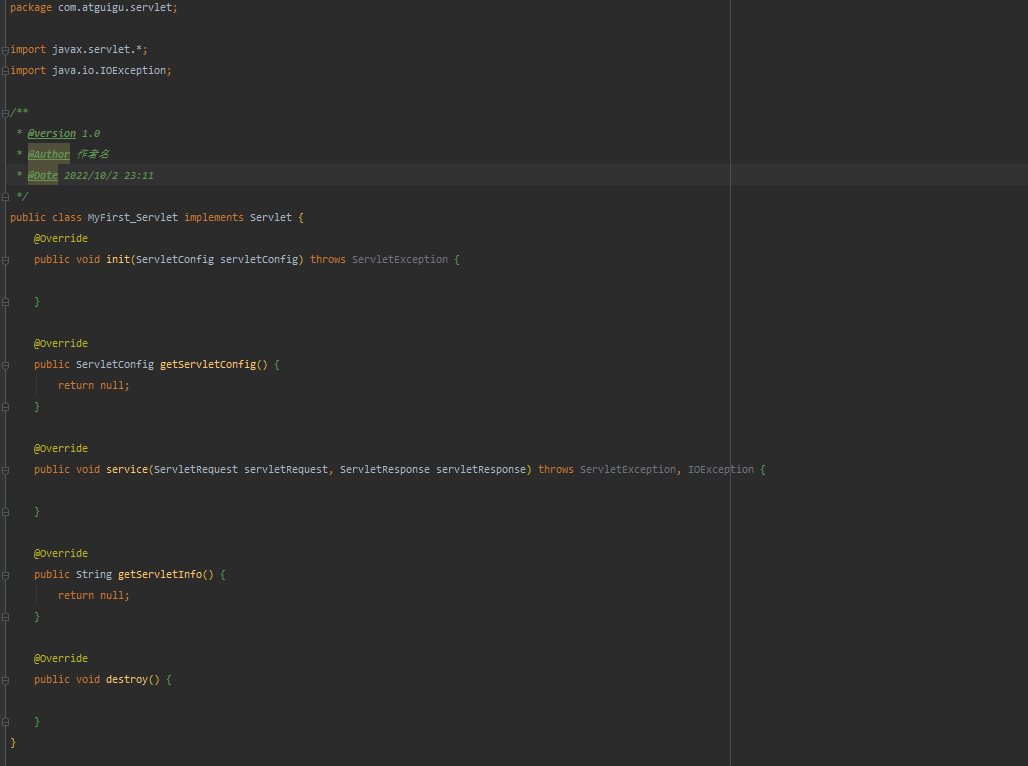 package com.atguigu.servlet;
import javax.servlet.*;
import java.io.IOException;
/**
 * @version 1.0
 * @Author 作者名
 * @Date 2022/10/2 23:11
 */
public class MyFirst_Servlet implements Servlet {
    @Override
    public void init(ServletConfig servletConfig) throws ServletException {
    }
    @Override
    public ServletConfig getServletConfig() {
        return null;
    }
    @Override
    public void service(ServletRequest servletRequest, ServletResponse servletResponse) throws ServletException, IOException {
    }
    @Override
    public String getServletInfo() {
        return null;
    }
    @Override
    public void destroy() {
    }
}